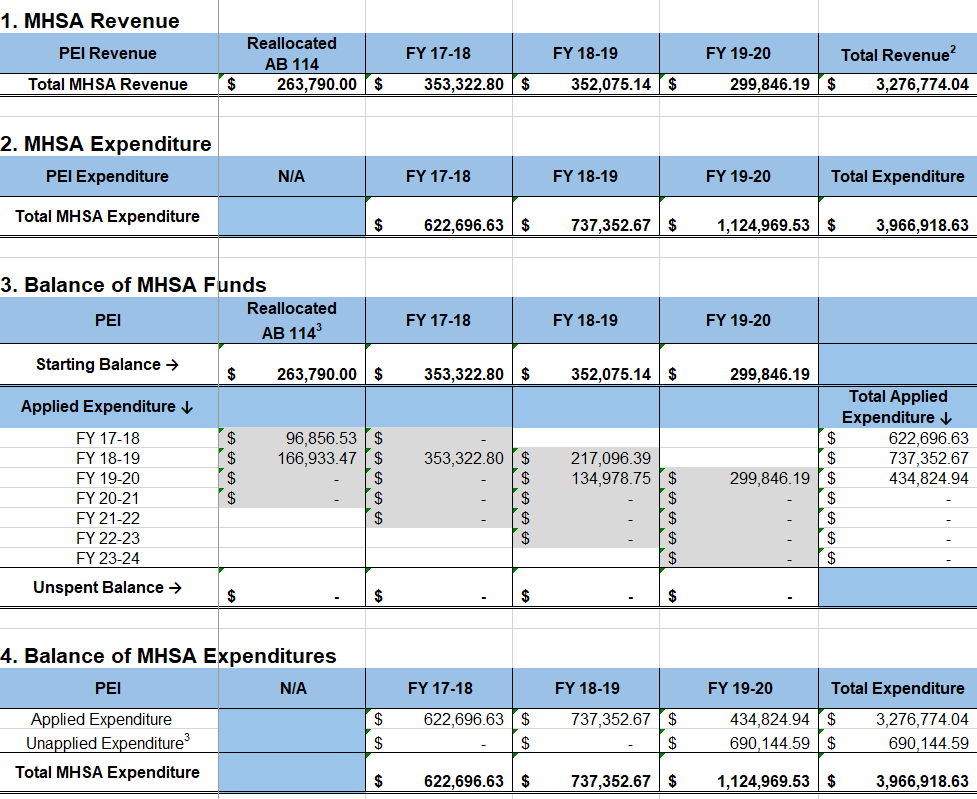 1. MHSA Revenue
PEI Revenue Reallocated AB 114 FY 17-18 FY 18-19 FY 19-20 Total Revenue²
Total MHSA Revenue $ 263,790.00 $ 353,322.80 $ 352,075.14 $ 299,846.19 $ 3,276,774.04
2. MHSA Expenditure
PEI Expenditure N/A FY 17-18 FY 18-19 FY 19-20 Total Expenditure
Total MHSA Expenditure $ 622,696.63 $ 737,352.67 $ 1,124,969.53 $ 3,966,918.63
3. Balance of MHSA Funds
PEI Reallocated AB 114³ FY 17-18 FY 18-19 FY 19-20
Starting Balance → $ 263,790.00 $ 353,322.80 $ 352,075.14 $ 299,846.19
Applied Expenditure ↓ Total Applied Expenditure ↓
FY 17-18 $ 96,856.53 $ - $ 622,696.63
FY 18-19 $ 166,933.47 $ 353,322.80 $ 217,096.39 $ 737,352.67
FY 19-20 $ - $ - $ 134,978.75 $ 299,846.19 $ 434,824.94
FY 20-21 $ - $ - $ - $ - $ -
FY 21-22 $ - $ - $ - $ -
FY 22-23 $ - $ - $ -
FY 23-24 $ - $ -
Unspent Balance → $ - $ - $ - $ -
4. Balance of MHSA Expenditures
PEI N/A FY 17-18 FY 18-19 FY 19-20 Total Expenditure
Applied Expenditure $ 622,696.63 $ 737,352.67 $ 434,824.94 $ 3,276,774.04
Unapplied Expenditure³ $ - $ - $ 690,144.59 $ 690,144.59
Total MHSA Expenditure $ 622,696.63 $ 737,352.67 $ 1,124,969.53 $ 3,966,918.63